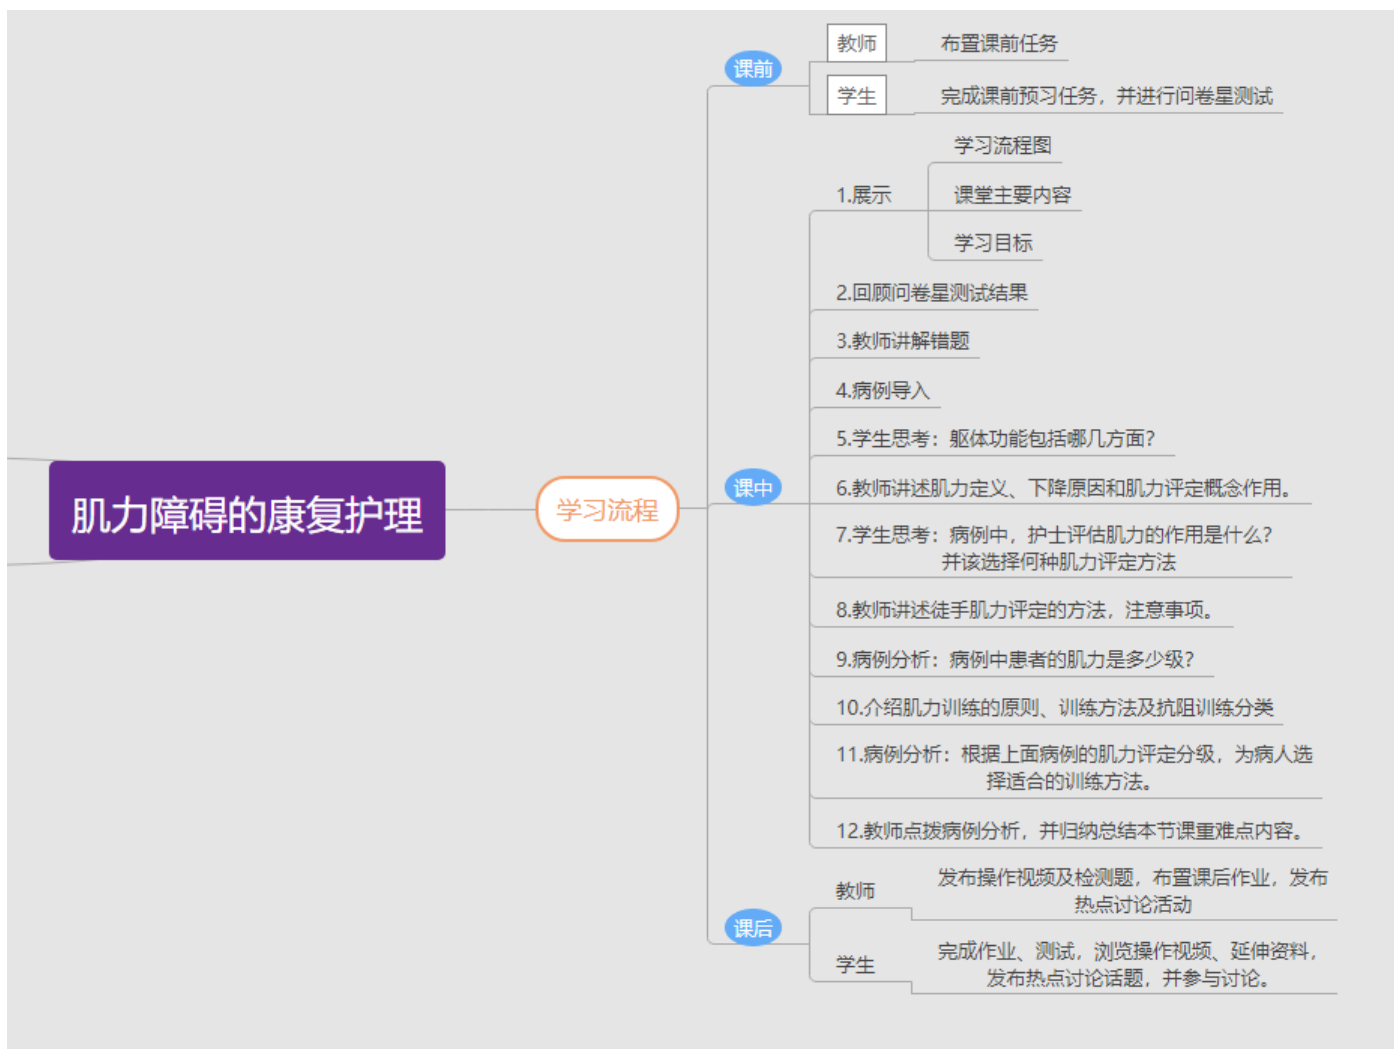 肌力障碍的康复护理
学习流程
课前
教师
布置课前任务
学生
完成课前预习任务，并进行问卷星测试
课中
1.展示
学习流程图
课堂主要内容
学习目标
2.回顾问卷星测试结果
3.教师讲解错题
4.病例导入
5.学生思考：躯体功能包括哪几方面？
6.教师讲述肌力定义、下降原因和肌力评定概念作用。
7.学生思考：病例中，护士评估肌力的作用是什么？
并该选择何种肌力评定方法
8.教师讲述徒手肌力评定的方法，注意事项。
9.病例分析：病例中患者的肌力是多少级？
10.介绍肌力训练的原则、训练方法及抗阻训练分类
11.病例分析：根据上面病例的肌力评定分级，为病人选
择适合的训练方法。
12.教师点拨病例分析，并归纳总结本节课重难点内容。
课后
教师
发布操作视频及检测题，布置课后作业，发布
热点讨论活动
学生
完成作业、测试，浏览操作视频、延伸资料，
发布热点讨论话题，并参与讨论。